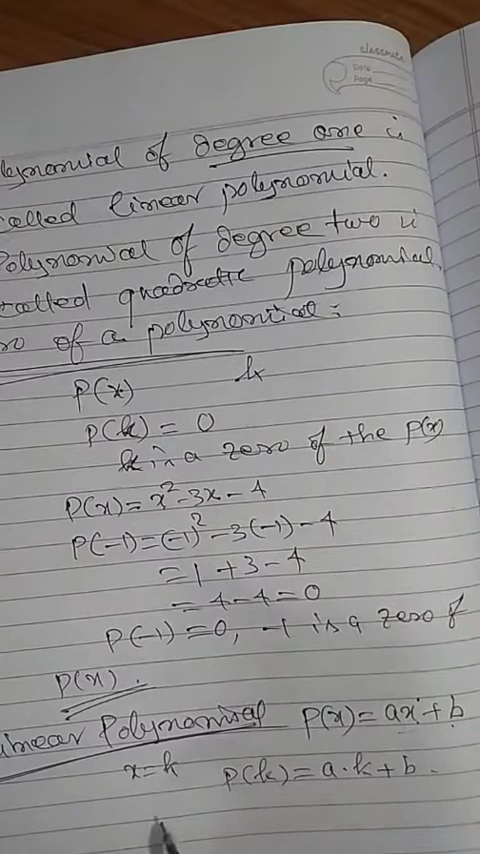 classmate
Date
Page
lynomial of degree one is
called linear polynomial.
Polynomial of degree two is
called quadratic polynomial.
ro of a polynomial :
P(x) k
P(k) = 0
k is a zero of the P(x)
P(x) = x² - 3x - 4
P(-1) = (-1)² - 3(-1) - 4
= 1 + 3 - 4
= 4 - 4 = 0
P(-1) = 0, -1 is a zero of
P(x).
Linear Polynomial P(x) = ax + b
x = k P(k) = a·k + b .